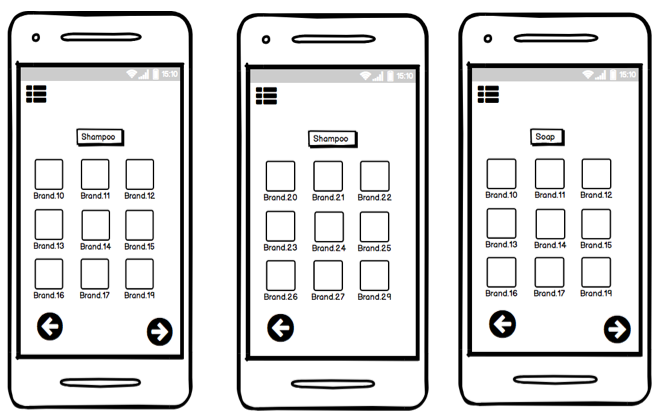 15:10
Shampoo
Brand.10 Brand.11 Brand.12
Brand.13 Brand.14 Brand.15
Brand.16 Brand.17 Brand.19
15:10
Shampoo
Brand.20 Brand.21 Brand.22
Brand.23 Brand.24 Brand.25
Brand.26 Brand.27 Brand.29
15:10
Soap
Brand.10 Brand.11 Brand.12
Brand.13 Brand.14 Brand.15
Brand.16 Brand.17 Brand.19